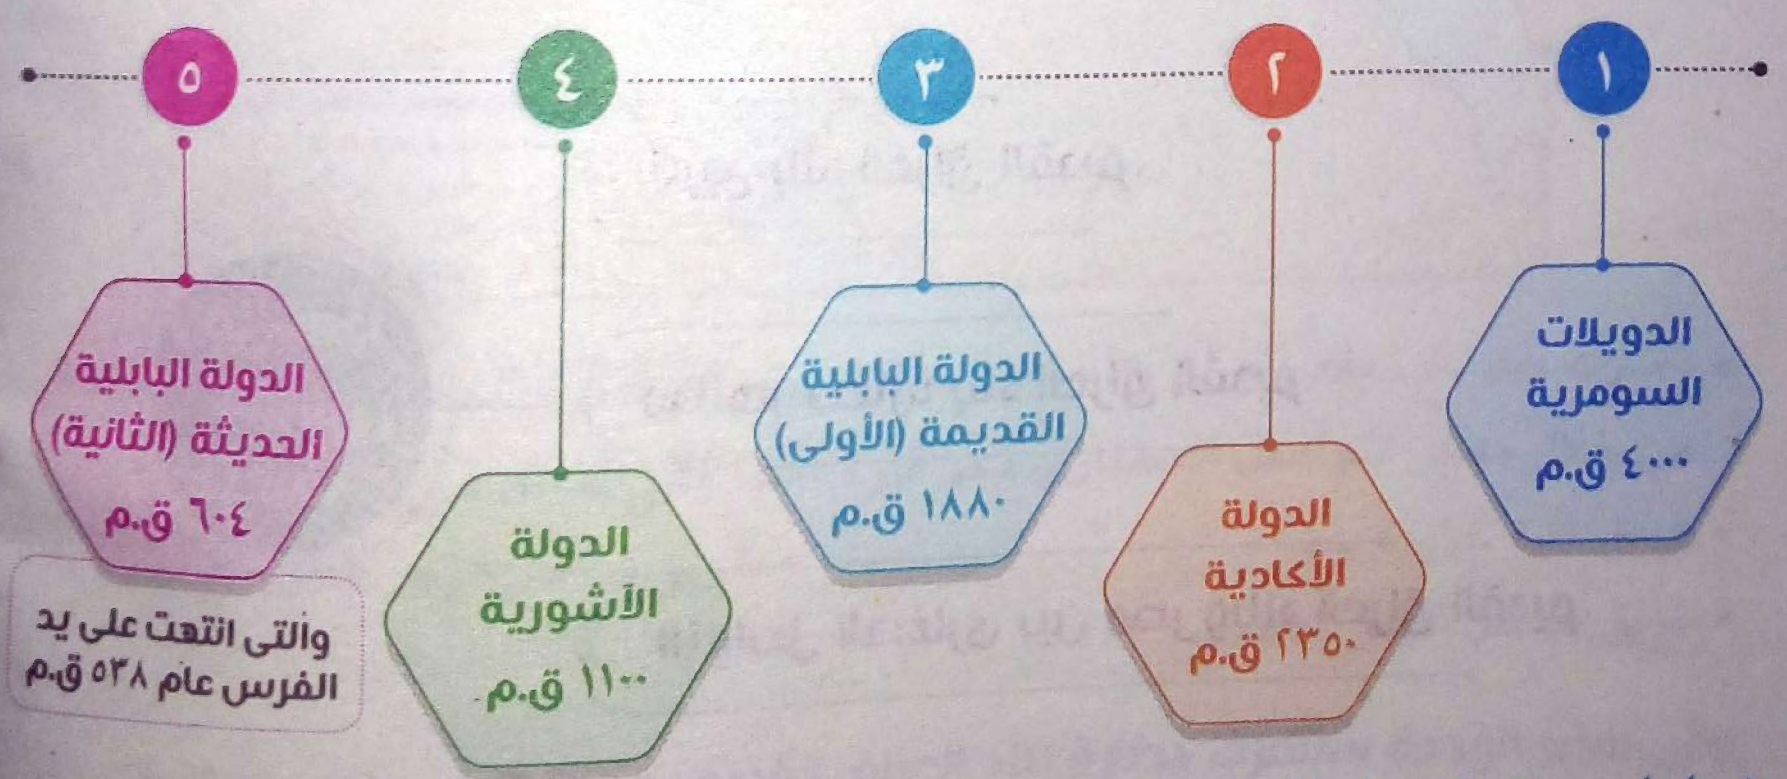 ١
الدويلات
السومرية
٤٠٠٠ ق.م
٢
الدولة
الأكادية
٢٣٥٠ ق.م
٣
الدولة البابلية
القديمة (الأولى)
١٨٨٠ ق.م
٤
الدولة
الآشورية
١١٠٠ ق.م
٥
الدولة البابلية
الحديثة (الثانية)
٦٠٤ ق.م
والتى انتهت على يد
الفرس عام ٥٣٨ ق.م